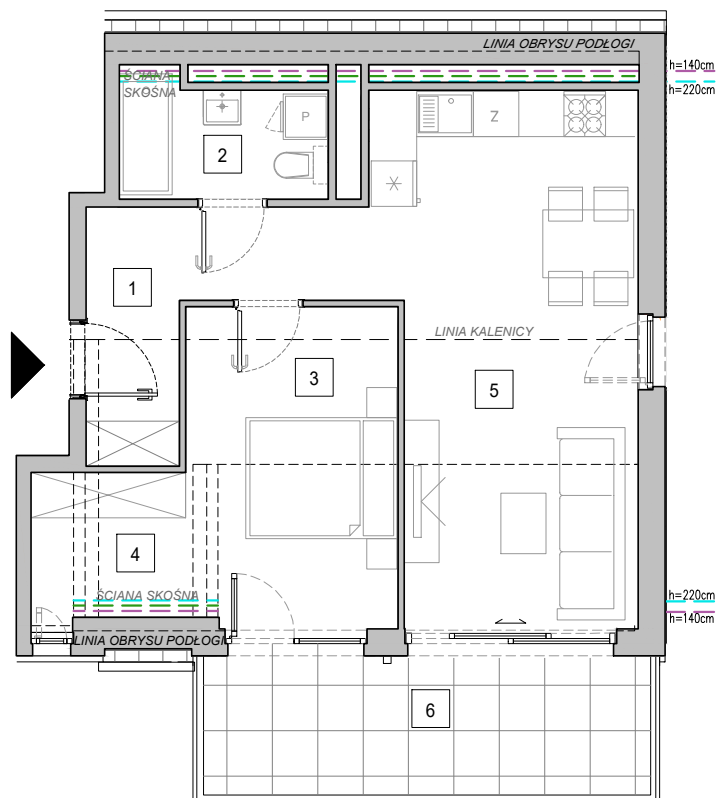 LINIA OBRYSU PODŁOGI
h=140cm
h=220cm
ŚCIANA
SKOŚNA
P
Z
2
1
LINIA KALENICY
3
5
4
ŚCIANA SKOŚNA
h=220cm
h=140cm
LINIA OBRYSU PODŁOGI
6